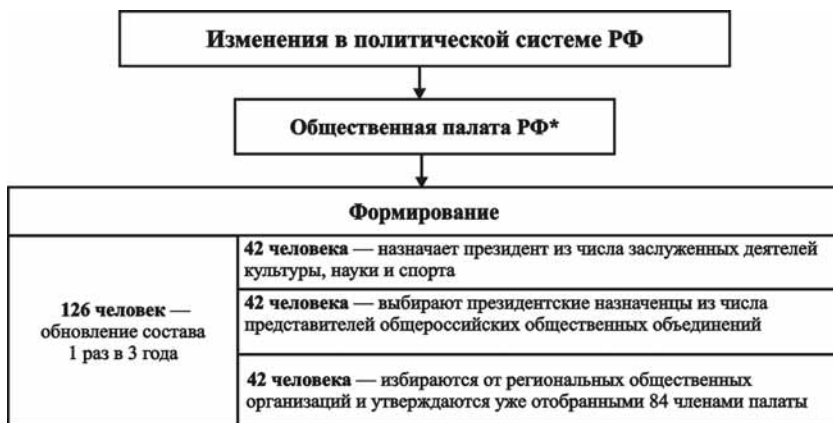 Изменения в политической системе РФ
Общественная палата РФ*
Формирование
126 человек —
обновление состава
1 раз в 3 года
42 человека — назначает президент из числа заслуженных деятелей
культуры, науки и спорта
42 человека — выбирают президентские назначенцы из числа
представителей общероссийских общественных объединений
42 человека — избираются от региональных общественных
организаций и утверждаются уже отобранными 84 членами палаты